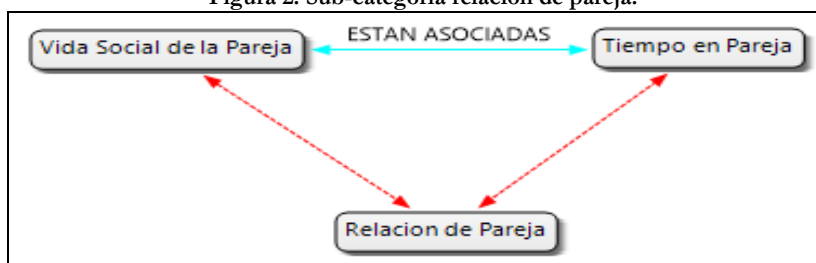 Figura 2. Sub-categoría relación de pareja.
Vida Social de la Pareja
ESTAN ASOCIADAS
Tiempo en Pareja
Relacion de Pareja